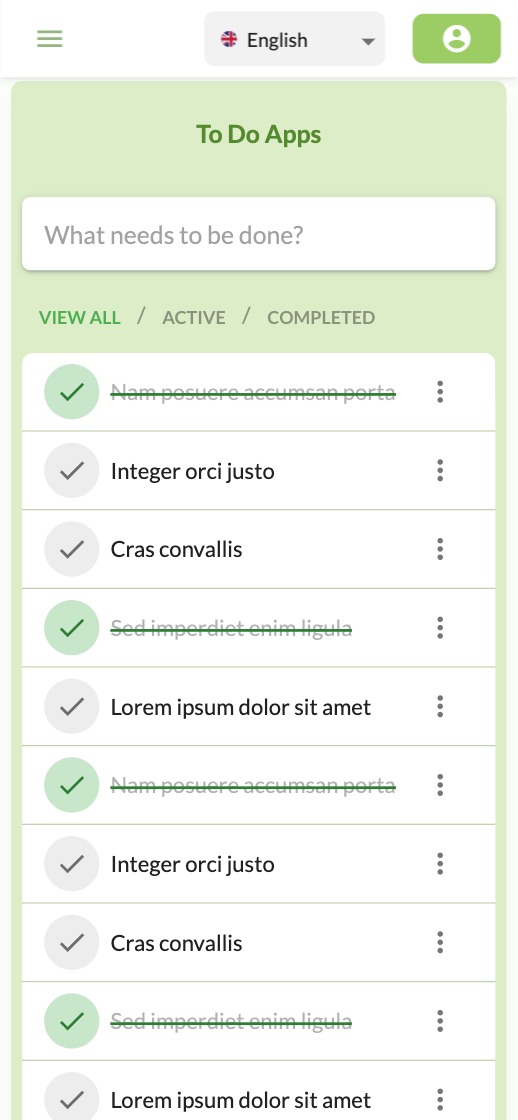 English
To Do Apps
What needs to be done?
VIEW ALL / ACTIVE / COMPLETED
Nam posuere accumsan porta
Integer orci justo
Cras convallis
Sed imperdiet enim ligula
Lorem ipsum dolor sit amet
Nam posuere accumsan porta
Integer orci justo
Cras convallis
Sed imperdiet enim ligula
Lorem ipsum dolor sit amet